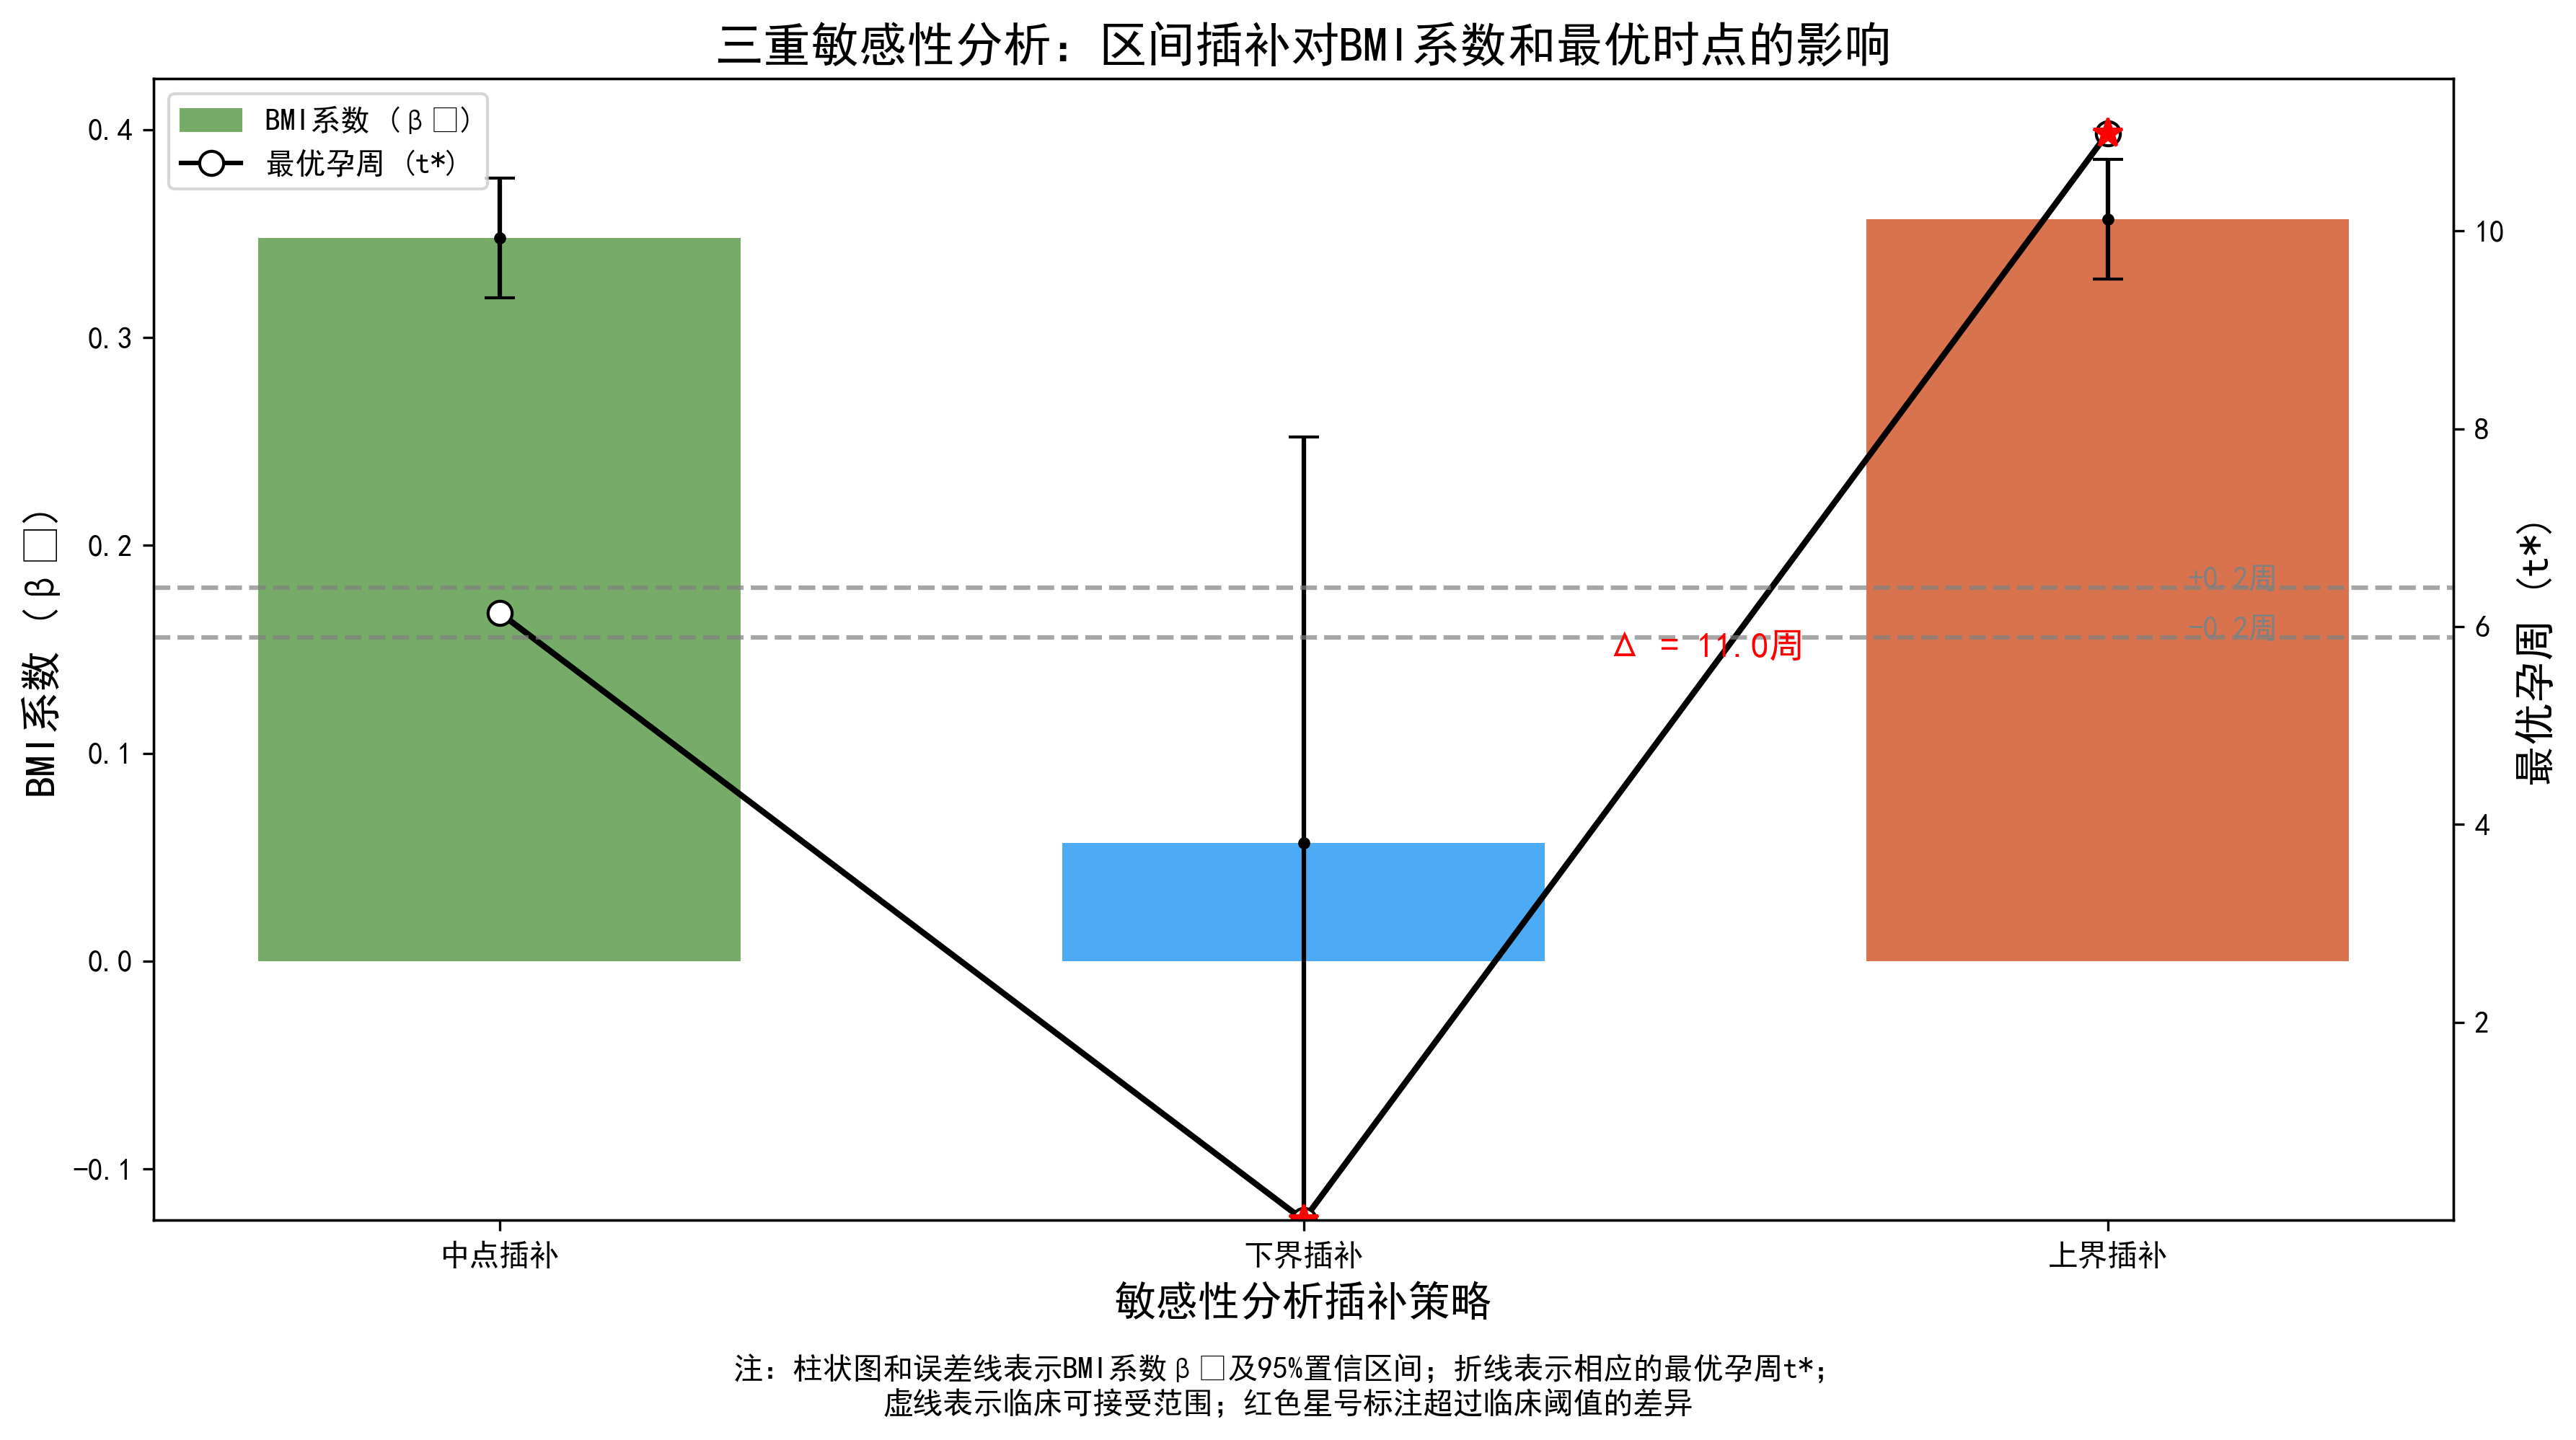 三重敏感性分析：区间插补对BMI系数和最优时点的影响
BMI系数（β□）
最优孕周（t*）
0.4
0.3
0.2
0.1
0.0
−0.1
BMI系数（β□）
10
8
6
4
2
最优孕周（t*）
+0.2周
−0.2周
Δ = 11.0周
中点插补
下界插补
上界插补
敏感性分析插补策略
注：柱状图和误差线表示BMI系数β□及95%置信区间；折线表示相应的最优孕周t*；
虚线表示临床可接受范围；红色星号标注超过临床阈值的差异